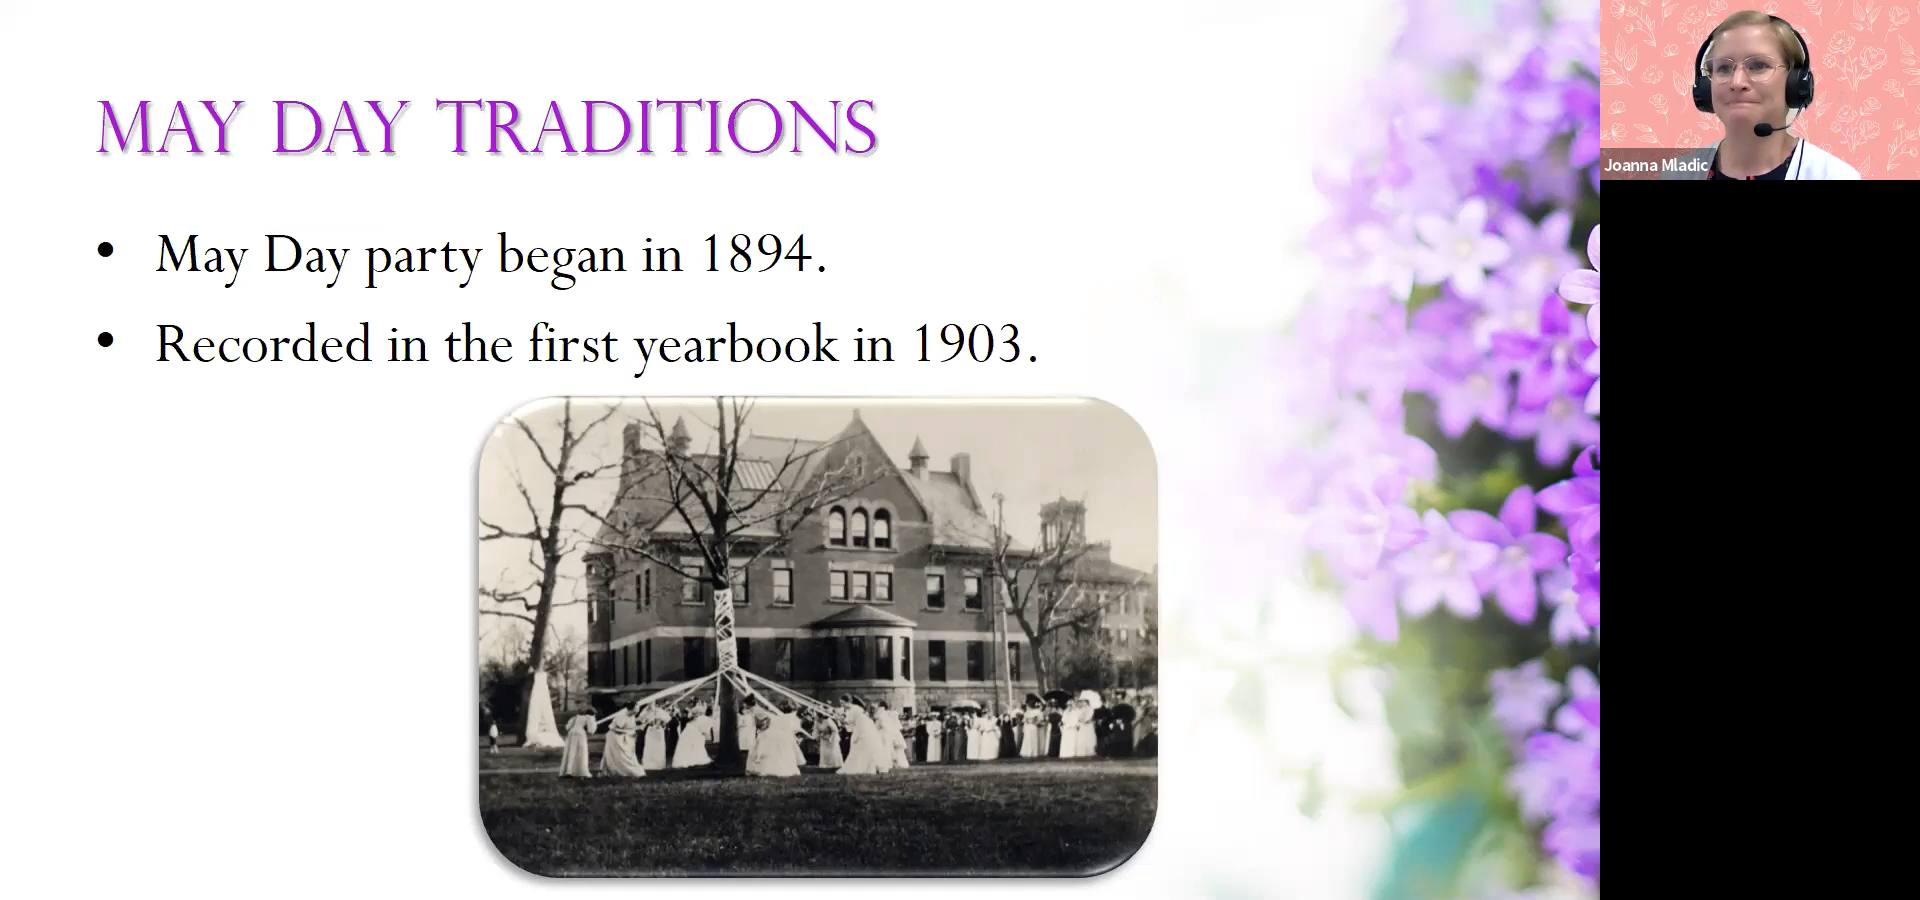 MAY DAY TRADITIONS
• May Day party began in 1894.
• Recorded in the first yearbook in 1903.
Joanna Mladic